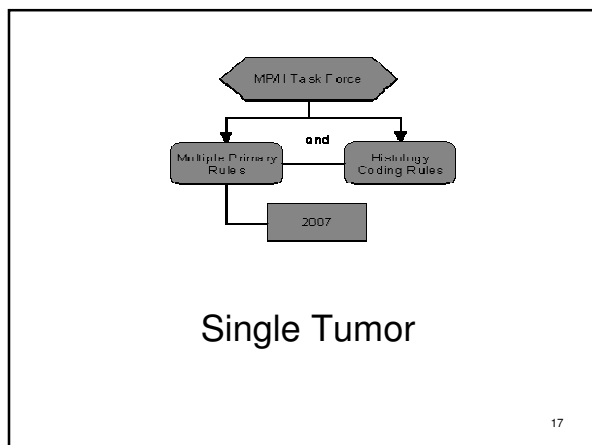 MP/H Task Force
and
Multiple Primary
Rules
Histology
Coding Rules
2007
Single Tumor
17